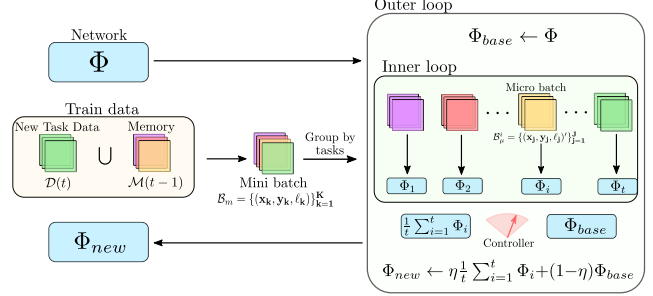 Outer loop
Network
Φ
Φ_base ← Φ
Inner loop
Train data
New Task Data
Memory
∪
D(t)
M(t−1)
Mini batch
B_m = {(x_k, y_k, ℓ_k)}_{k=1}^K
Group by
tasks
Micro batch
B_μ^i = {(x_j, y_j, ℓ_j)^i}_{j=1}^J
Φ_1
Φ_2
Φ_i
Φ_t
1/t ∑_{i=1}^t Φ_i
Controller
Φ_base
Φ_new
Φ_new ← η 1/t ∑_{i=1}^t Φ_i+(1-η)Φ_base